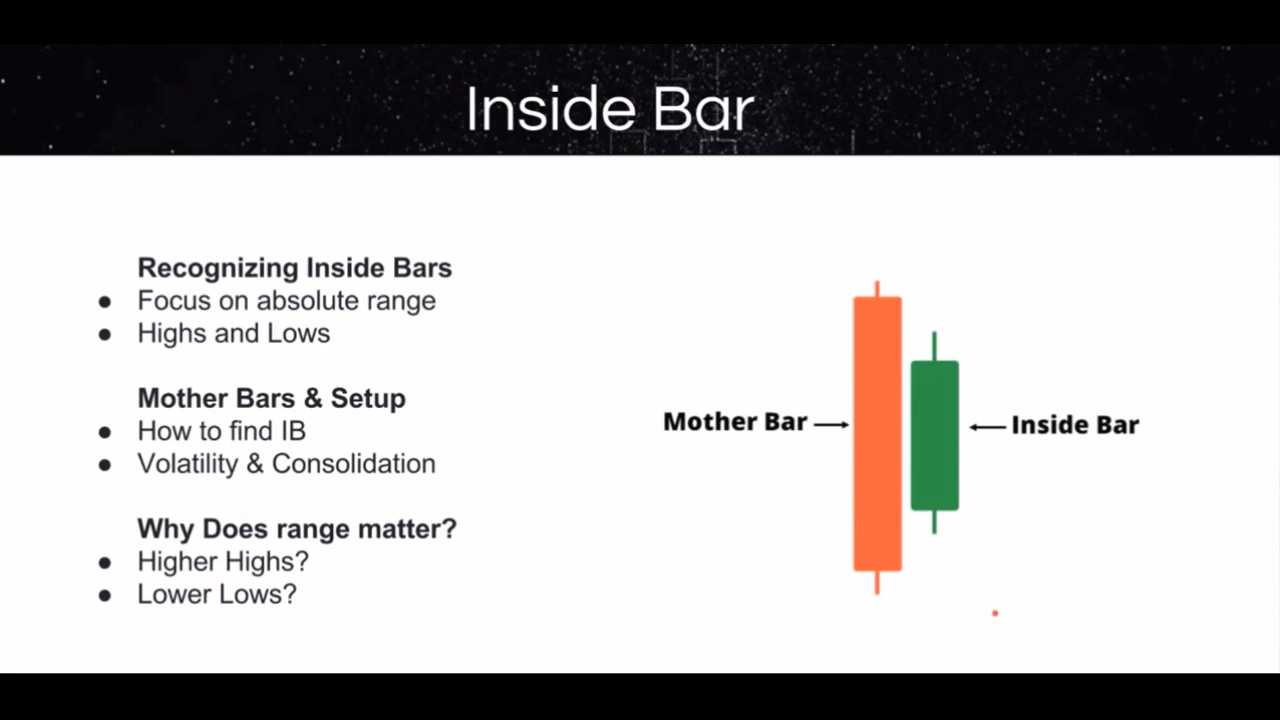 Inside Bar
Recognizing Inside Bars
● Focus on absolute range
● Highs and Lows
Mother Bars & Setup
● How to find IB
● Volatility & Consolidation
Why Does range matter?
● Higher Highs?
● Lower Lows?
Mother Bar
Inside Bar